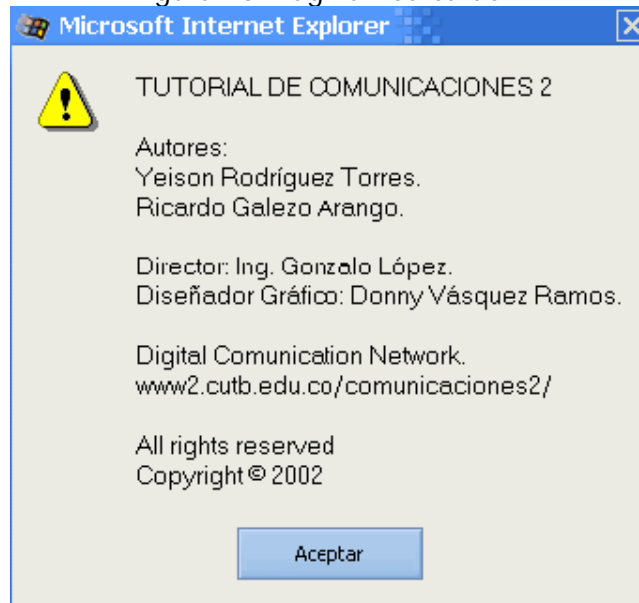 Microsoft Internet Explorer
TUTORIAL DE COMUNICACIONES 2
Autores:
Yeison Rodríguez Torres.
Ricardo Galezo Arango.
Director: Ing. Gonzalo López.
Diseñador Gráfico: Donny Vásquez Ramos.
Digital Comunication Network.
www2.cutb.edu.co/comunicaciones2/
All rights reserved
Copyright © 2002
Aceptar